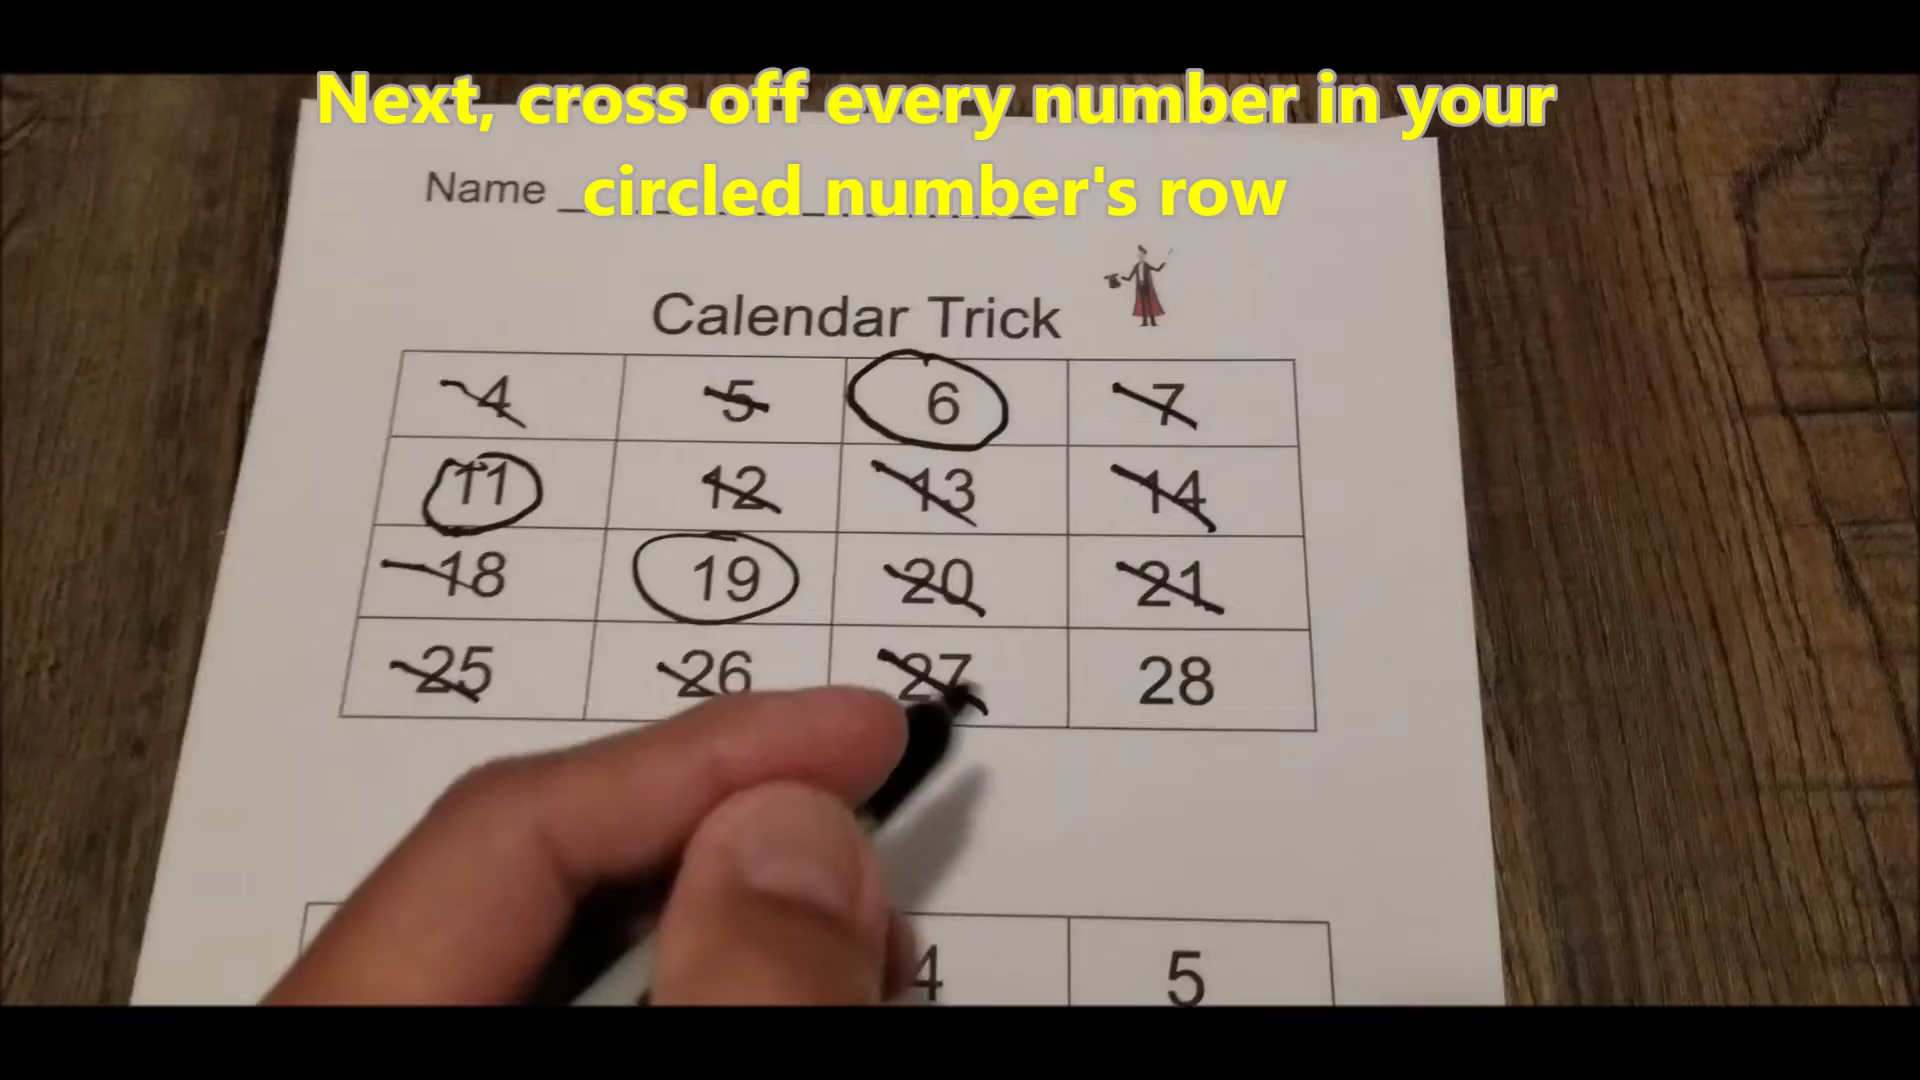 Next, cross off every number in your
circled number's row
Name
Calendar Trick
4 5 6 7
11 12 13 14
18 19 20 21
25 26 27 28
4 5